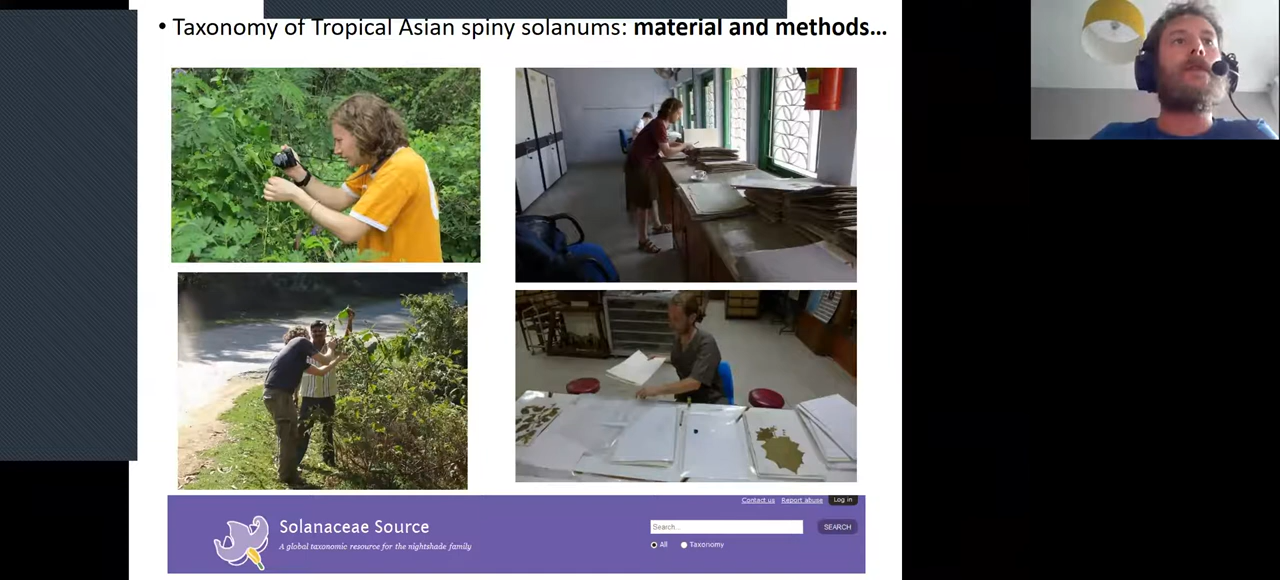 • Taxonomy of Tropical Asian spiny solanums: material and methods...
Contact us Report abuse Log in
Solanaceae Source
A global taxonomic resource for the nightshade family
Search... SEARCH
All Taxonomy